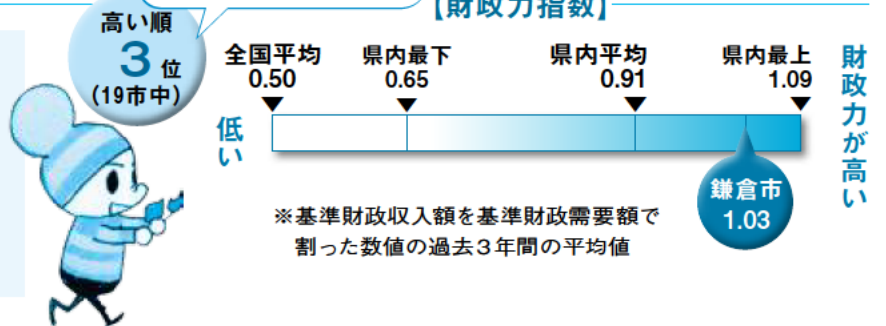 【財政力指数】
高い順
3位
(19市中)
全国平均
0.50
県内最下
0.65
県内平均
0.91
県内最上
1.09
低い
財政力が高い
鎌倉市
1.03
※基準財政収入額を基準財政需要額で
割った数値の過去3年間の平均値